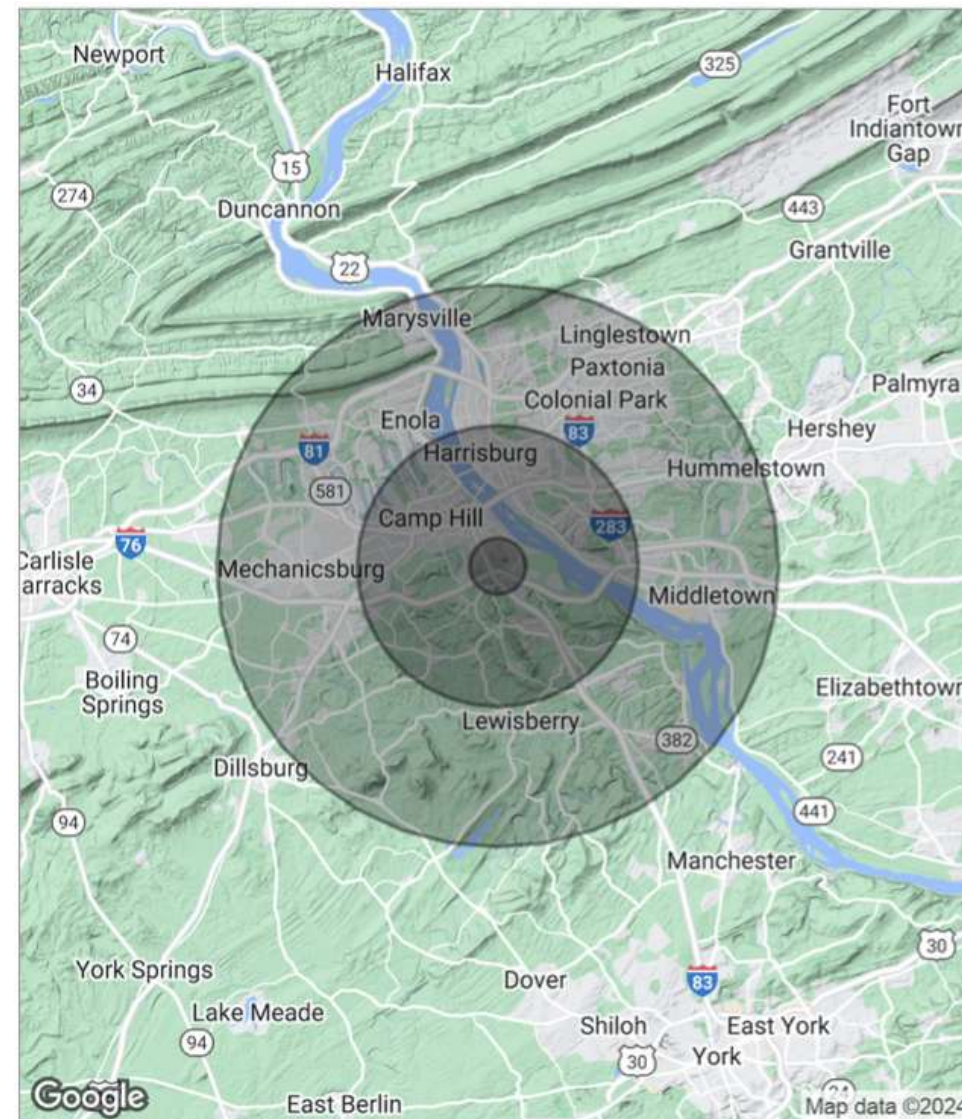 Newport
Halifax
325
Fort
Indiantown
Gap
15
274
Duncannon
443
22
Grantville
Marysville
Linglestown
Paxtonia
34
Palmyra
Colonial Park
Enola
83
Hershey
81
Harrisburg
Hummelstown
581
Camp Hill
283
76
Carlisle
arracks
Mechanicsburg
Middletown
74
Boiling
Springs
Elizabethtown
Lewisberry
382
241
Dillsburg
94
441
Manchester
30
York Springs
Dover
83
Lake Meade
Shiloh
East York
94
30
York
24
Google
East Berlin
Map data ©2024